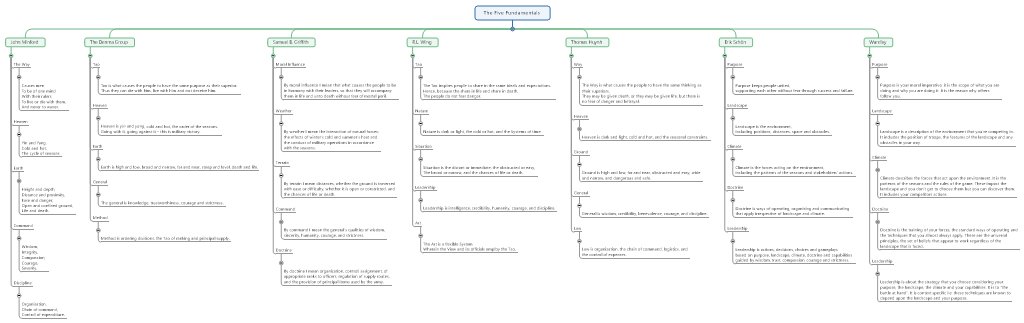 The Five Fundamentals
John Minford
The Way
Causes men
To be of one mind
With their rulers
To live or die with them,
And never to waver.
Heaven
Yin and Yang,
Cold and hot,
The cycle of seasons.
Earth
Height and depth
Distance and proximity,
Ease and danger,
Open and confined ground,
Life and death.
Command
Wisdom,
Integrity,
Compassion,
Courage,
Severity.
Discipline
Organization,
Chain of command,
Control of expenditure.
The Denma Group
Tao
Tao is what causes the people to have the same purpose as their superior.
Thus they can die with him, live with him and not deceive him.
Heaven
Heaven is yin and yang, cold and hot, the order of the seasons.
Going with it, going against it - this is military victory.
Earth
Earth is high and low, broad and narrow, far and near, steep and level, death and life.
General
The general is knowledge, trustworthiness, courage and strictness.
Method
Method is ordering divisions, the Tao of ranking and principal supply.
Samuel B. Griffith
Moral Influence
By moral influence I mean that which causes the people to be
in harmony with their leaders, so that they will accompany
them in life and unto death without fear of mortal peril.
Weather
By weather I mean the interaction of natural forces;
the effects of winter's cold and summer's heat and
the conduct of military operations in accordance
with the seasons.
Terrain
By terrain I mean distances, whether the ground is traversed
with ease or difficulty, whether it is open or constricted, and
the chances of life or death.
Command
By command I mean the general's qualities of wisdom,
sincerity, humanity, courage, and strictness.
Doctrine
By doctrine I mean organisation, control, assignment of
appropriate ranks to officers, regulation of supply routes,
and the provision of principal items used by the army.
R.L. Wing
Tao
The Tao inspires people to share in the same ideals and expectations.
Hence, because they share in life and share in death,
The people do not fear danger.
Nature
Nature is dark or light, the cold or hot, and the Systems of time.
Situation
Situation is the distant or immediate, the obstructed or easy,
The broad or narrow, and the chances of life or death.
Leadership
Leadership is intelligence, credibility, humanity, courage, and discipline.
Art
The Art is a flexible System
Wherein the View and its officials employ the Tao.
Thomas Huynh
Way
The Way is what causes the people to have the same thinking as
their superiors.
They may be given death, or they may be given life, but there is
no fear of danger and betrayal.
Heaven
Heaven is dark and light, cold and hot, and the seasonal constraints.
Ground
Ground is high and low, far and near, obstructed and easy, wide
and narrow, and dangerous and safe.
General
General is wisdom, credibility, benevolence, courage, and discipline.
Law
Law is organization, the chain of command, logistics, and
the control of expenses.
Erik Schön
Purpose
Purpose keeps people united,
supporting each other without fear through success and failure.
Landscape
Landscape is the environment,
including positions, distances, space and obstacles.
Climate
Climate is the forces acting on the environment,
including the patterns of the seasons and stakeholders' actions.
Doctrine
Doctrine is ways of operating, organizing and communicating
that apply irrespective of landscape and climate.
Leadership
Leadership is actions, decisions, choices and gameplays
based on purpose, landscape, climate, doctrine and capabilities
guided by wisdom, trust, compassion, courage and strictness.
Wardley
Purpose
Purpose is your moral imperative, it is the scope of what you are
doing and why you are doing it. It is the reason why others
follow you.
Landscape
Landscape is a description of the environment that you're competing in.
It includes the position of troops, the features of the landscape and any
obstacles in your way.
Climate
Climate describes the forces that act upon the environment. It is the
patterns of the seasons and the rules of the game. These impact the
landscape and you don't get to choose them but you can discover them.
It includes your competitors actions.
Doctrine
Doctrine is the training of your forces, the standard ways of operating and
the techniques that you almost always apply. These are the universal
principles, the set of beliefs that appear to work regardless of the
landscape that is faced.
Leadership
Leadership is about the strategy that you choose considering your
purpose, the landscape, the climate and your capabilities. It is to "the
battle at hand". It is context specific i.e. these techniques are known to
depend upon the landscape and your purpose.